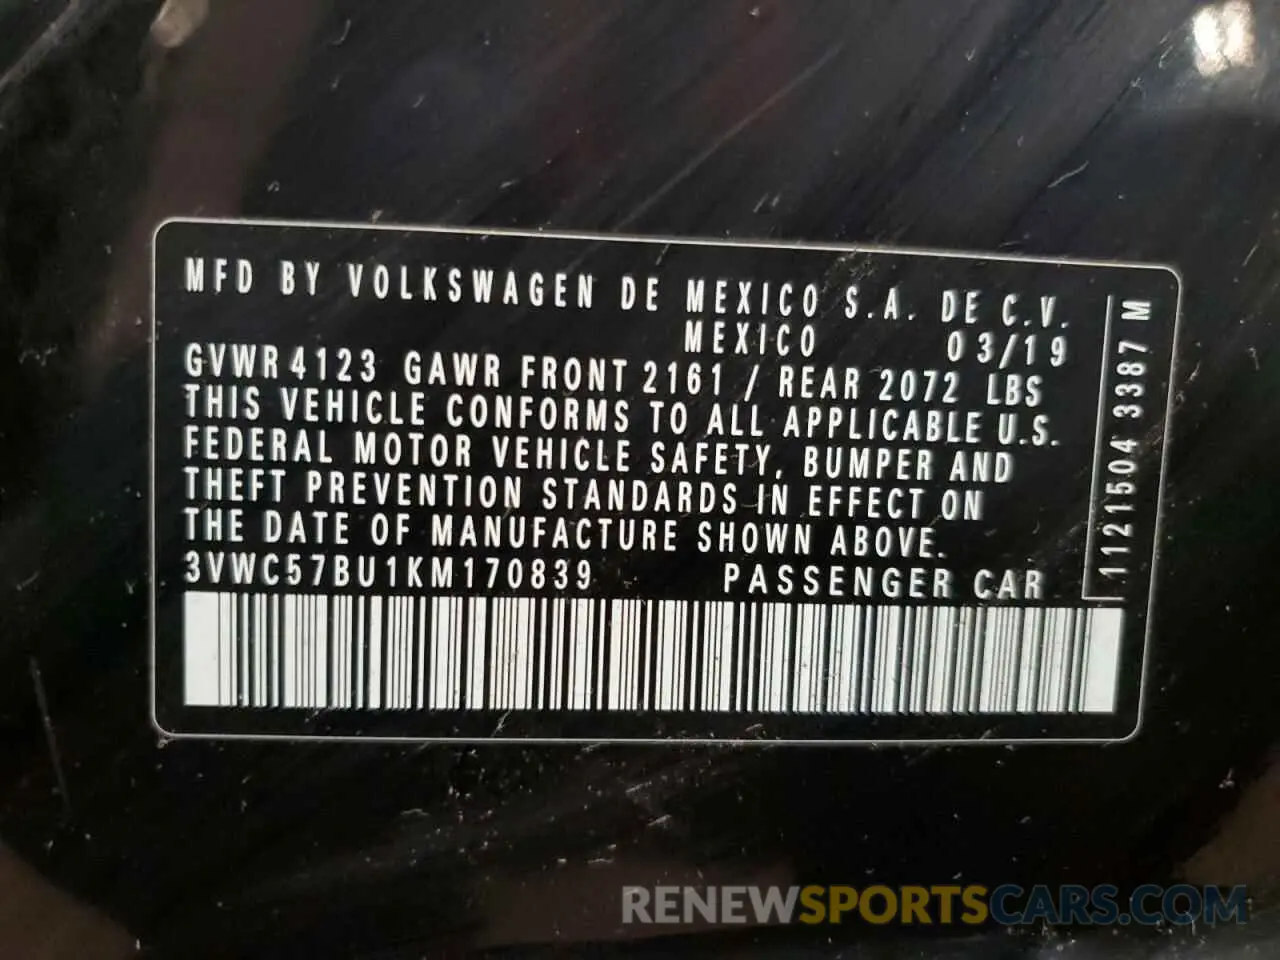 MFD BY VOLKSWAGEN DE MEXICO S.A. DE C.V.
MEXICO 03/19
GVWR 4123 GAWR FRONT 2161 / REAR 2072 LBS
THIS VEHICLE CONFORMS TO ALL APPLICABLE U.S.
FEDERAL MOTOR VEHICLE SAFETY, BUMPER AND
THEFT PREVENTION STANDARDS IN EFFECT ON
THE DATE OF MANUFACTURE SHOWN ABOVE.
3VWC57BU1KM170839 PASSENGER CAR
1121504 3387 M
RENEWSPORTSCARS.COM